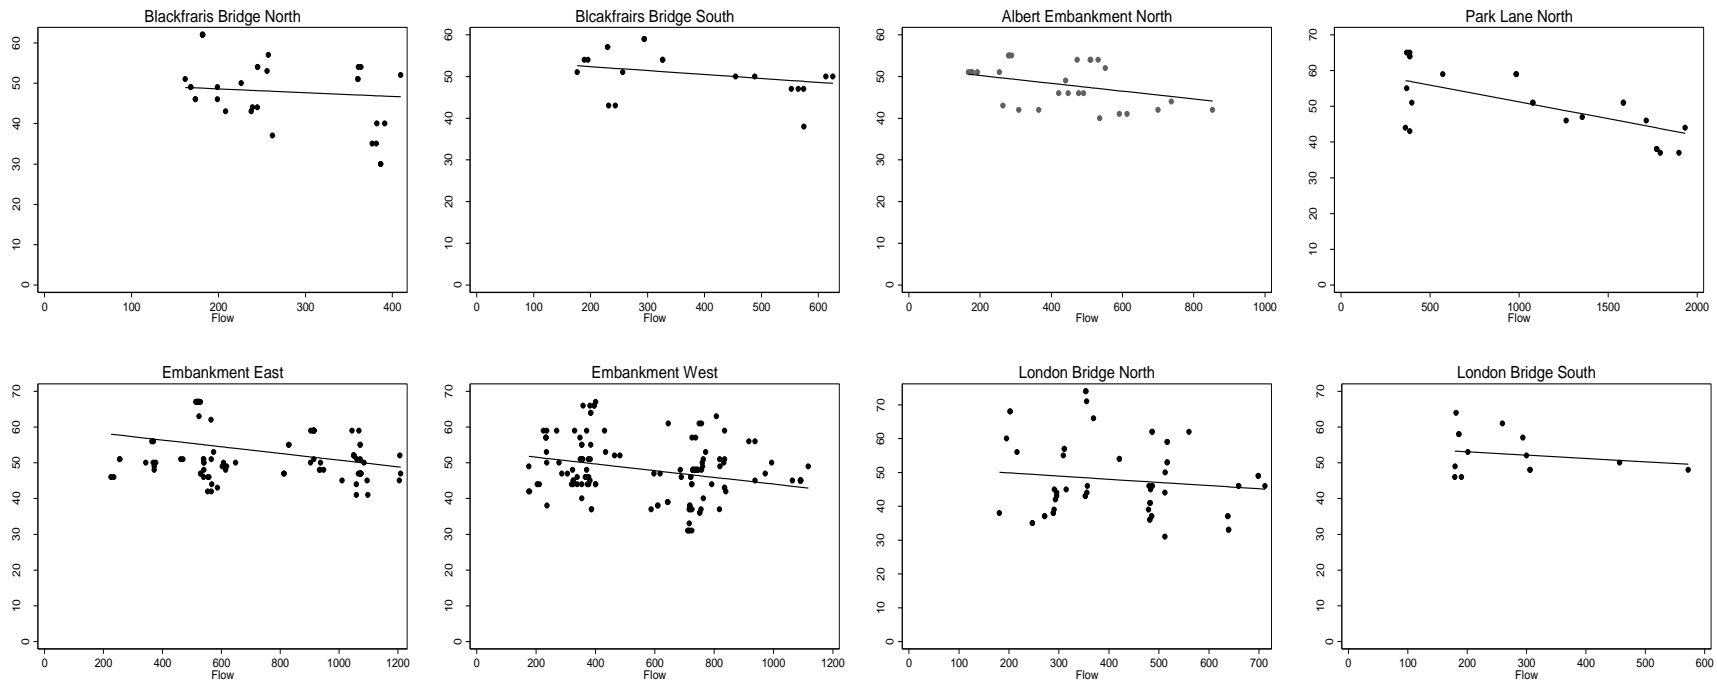 Blackfraris Bridge North
60
50
40
30
20
10
0
0 100 200 300 400
Flow
Blcakfrairs Bridge South
60
50
40
30
20
10
0
0 100 200 300 400 500 600
Flow
Albert Embankment North
60
50
40
30
20
10
0
0 200 400 600 800 1000
Flow
Park Lane North
70
60
50
40
30
20
10
0
0 500 1000 1500 2000
Flow
Embankment East
70
60
50
40
30
20
10
0
0 200 400 600 800 1000 1200
Flow
Embankment West
70
60
50
40
30
20
10
0
0 200 400 600 800 1000 1200
Flow
London Bridge North
70
60
50
40
30
20
10
0
0 100 200 300 400 500 600 700
Flow
London Bridge South
70
60
50
40
30
20
10
0
0 100 200 300 400 500 600
Flow